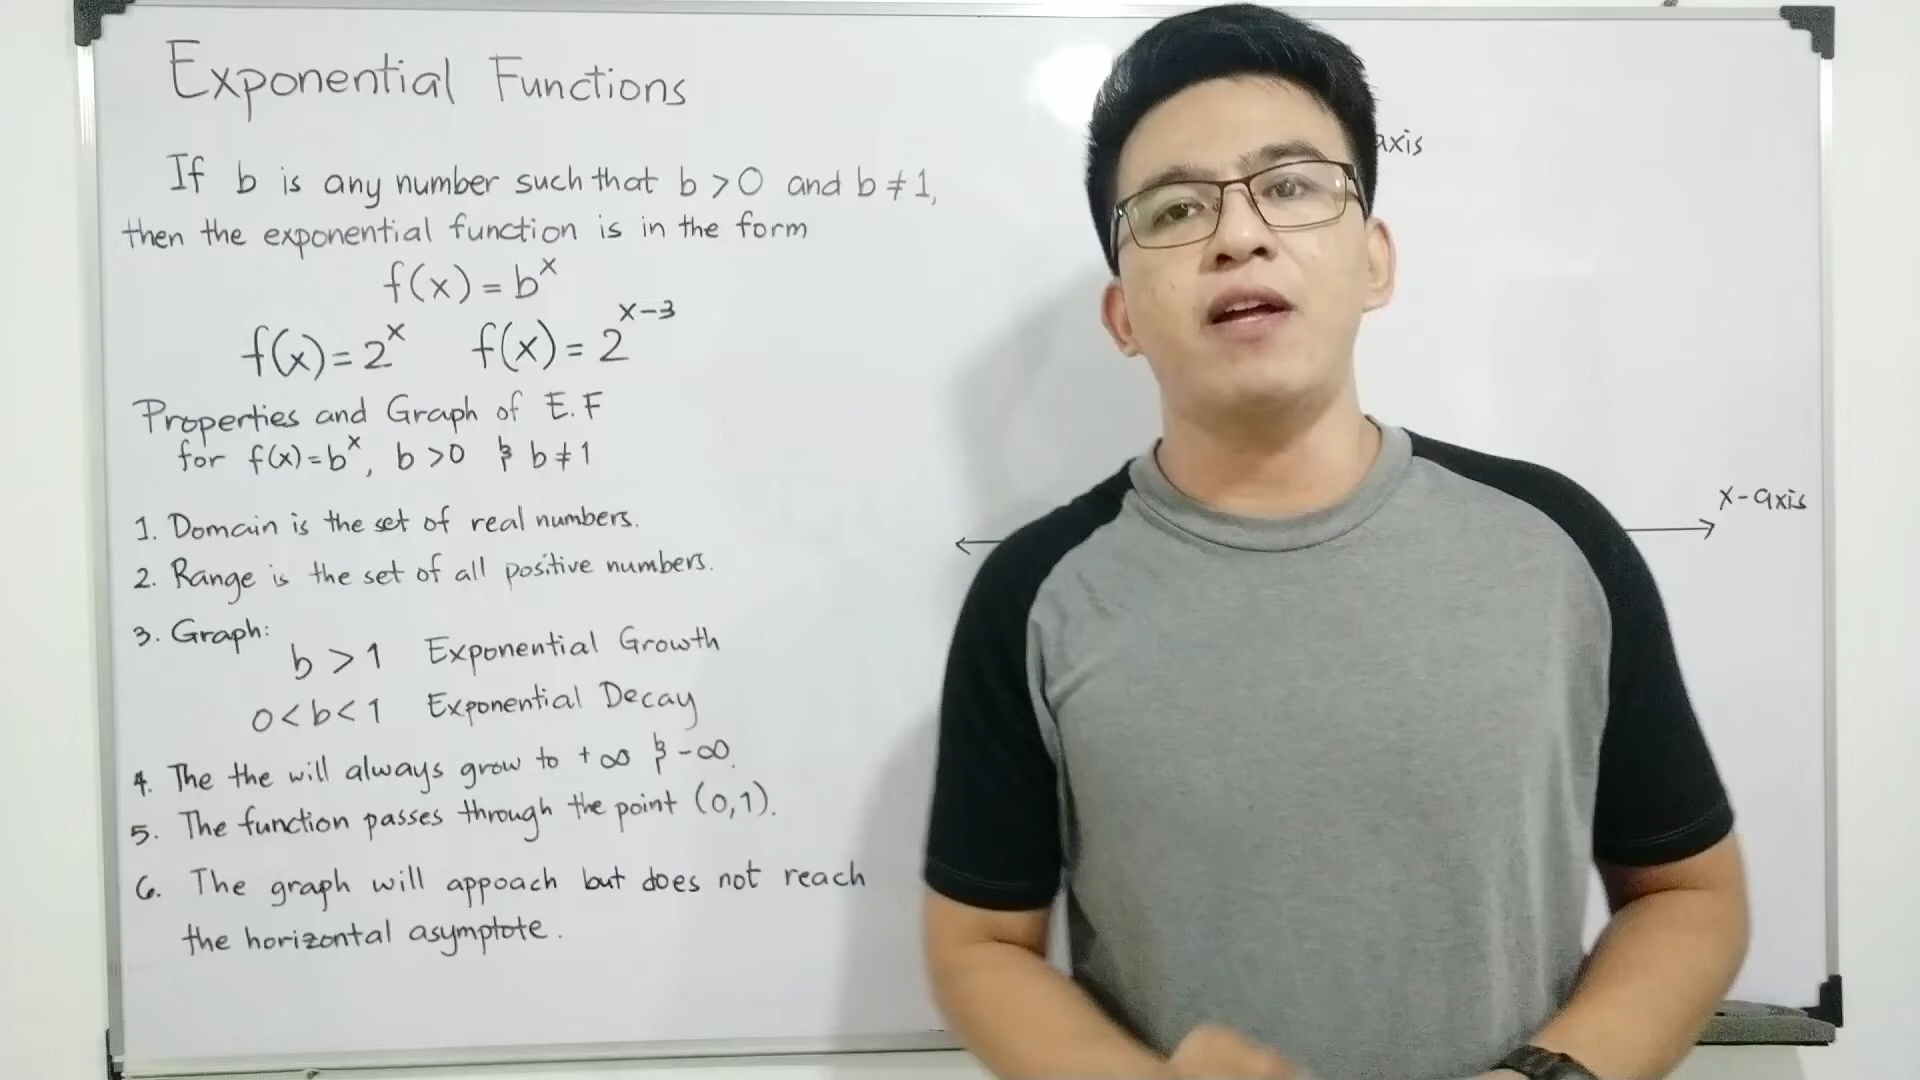 Exponential Functions
If b is any number such that b > 0 and b ≠ 1,
then the exponential function is in the form
f(x) = bˣ
f(x) = 2ˣ f(x) = 2ˣ⁻³
Properties and Graph of E.F
for f(x) = bˣ, b > 0 & b ≠ 1
1. Domain is the set of real numbers.
2. Range is the set of all positive numbers.
3. Graph:
b > 1 Exponential Growth
0 < b < 1 Exponential Decay
4. The the will always grow to +∞ & -∞.
5. The function passes through the point (0,1).
6. The graph will appoach but does not reach
the horizontal asymptote.
axis
x-axis